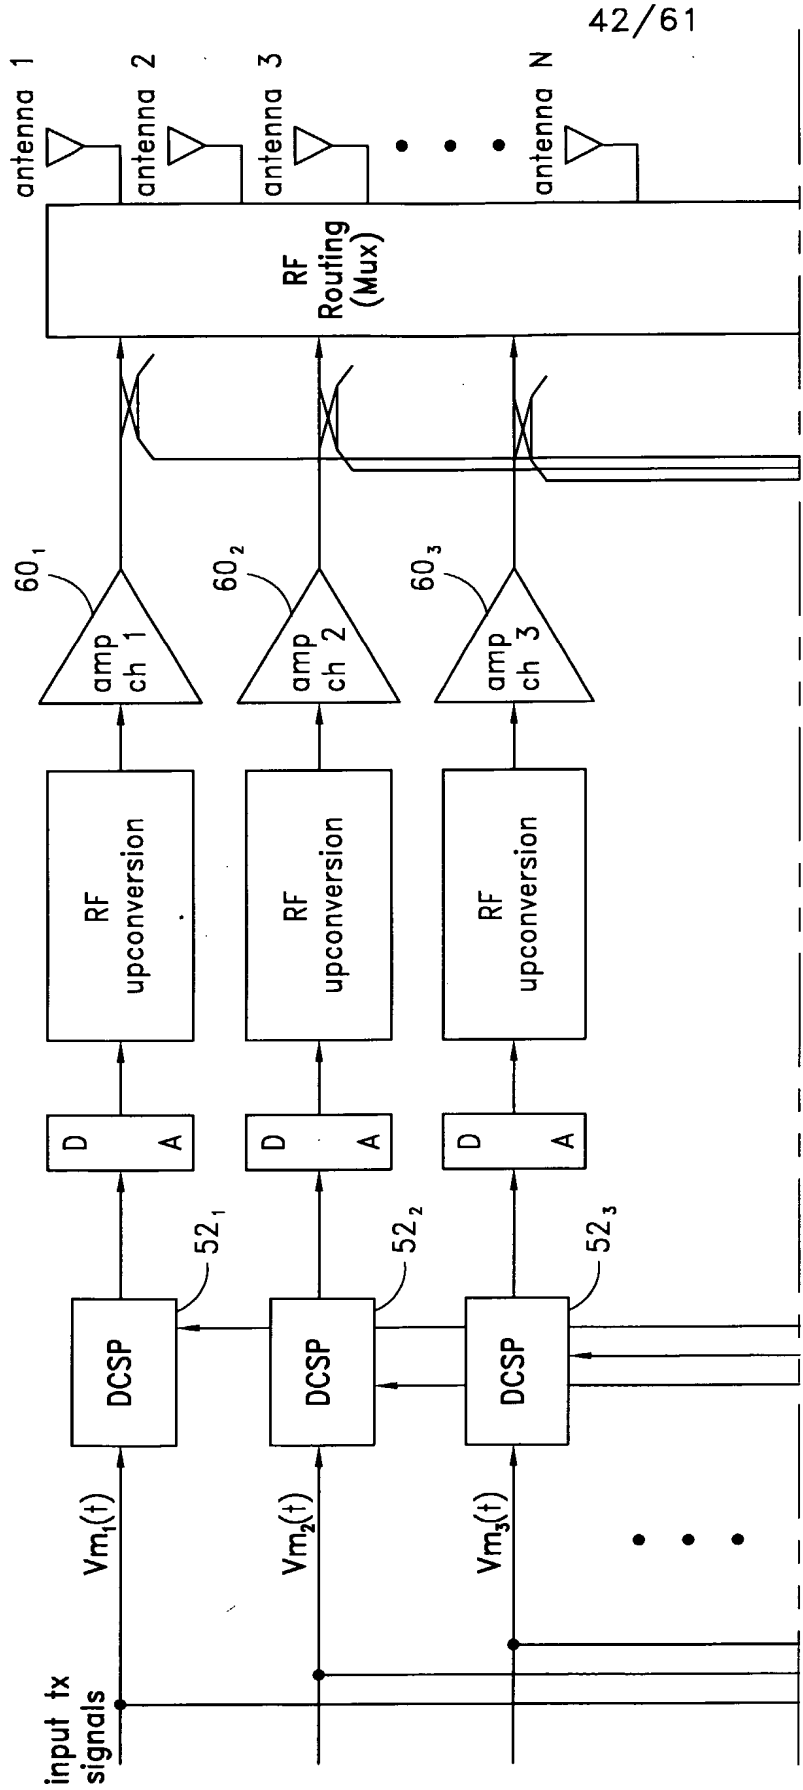 42/61
input tx
signals
Vm₁(t)
DCSP
52₁
D
A
RF
upconversion
amp
ch 1
60₁
Vm₂(t)
DCSP
52₂
D
A
RF
upconversion
amp
ch 2
60₂
Vm₃(t)
DCSP
52₃
D
A
RF
upconversion
amp
ch 3
60₃
RF
Routing
(Mux)
antenna 1
antenna 2
antenna 3
antenna N